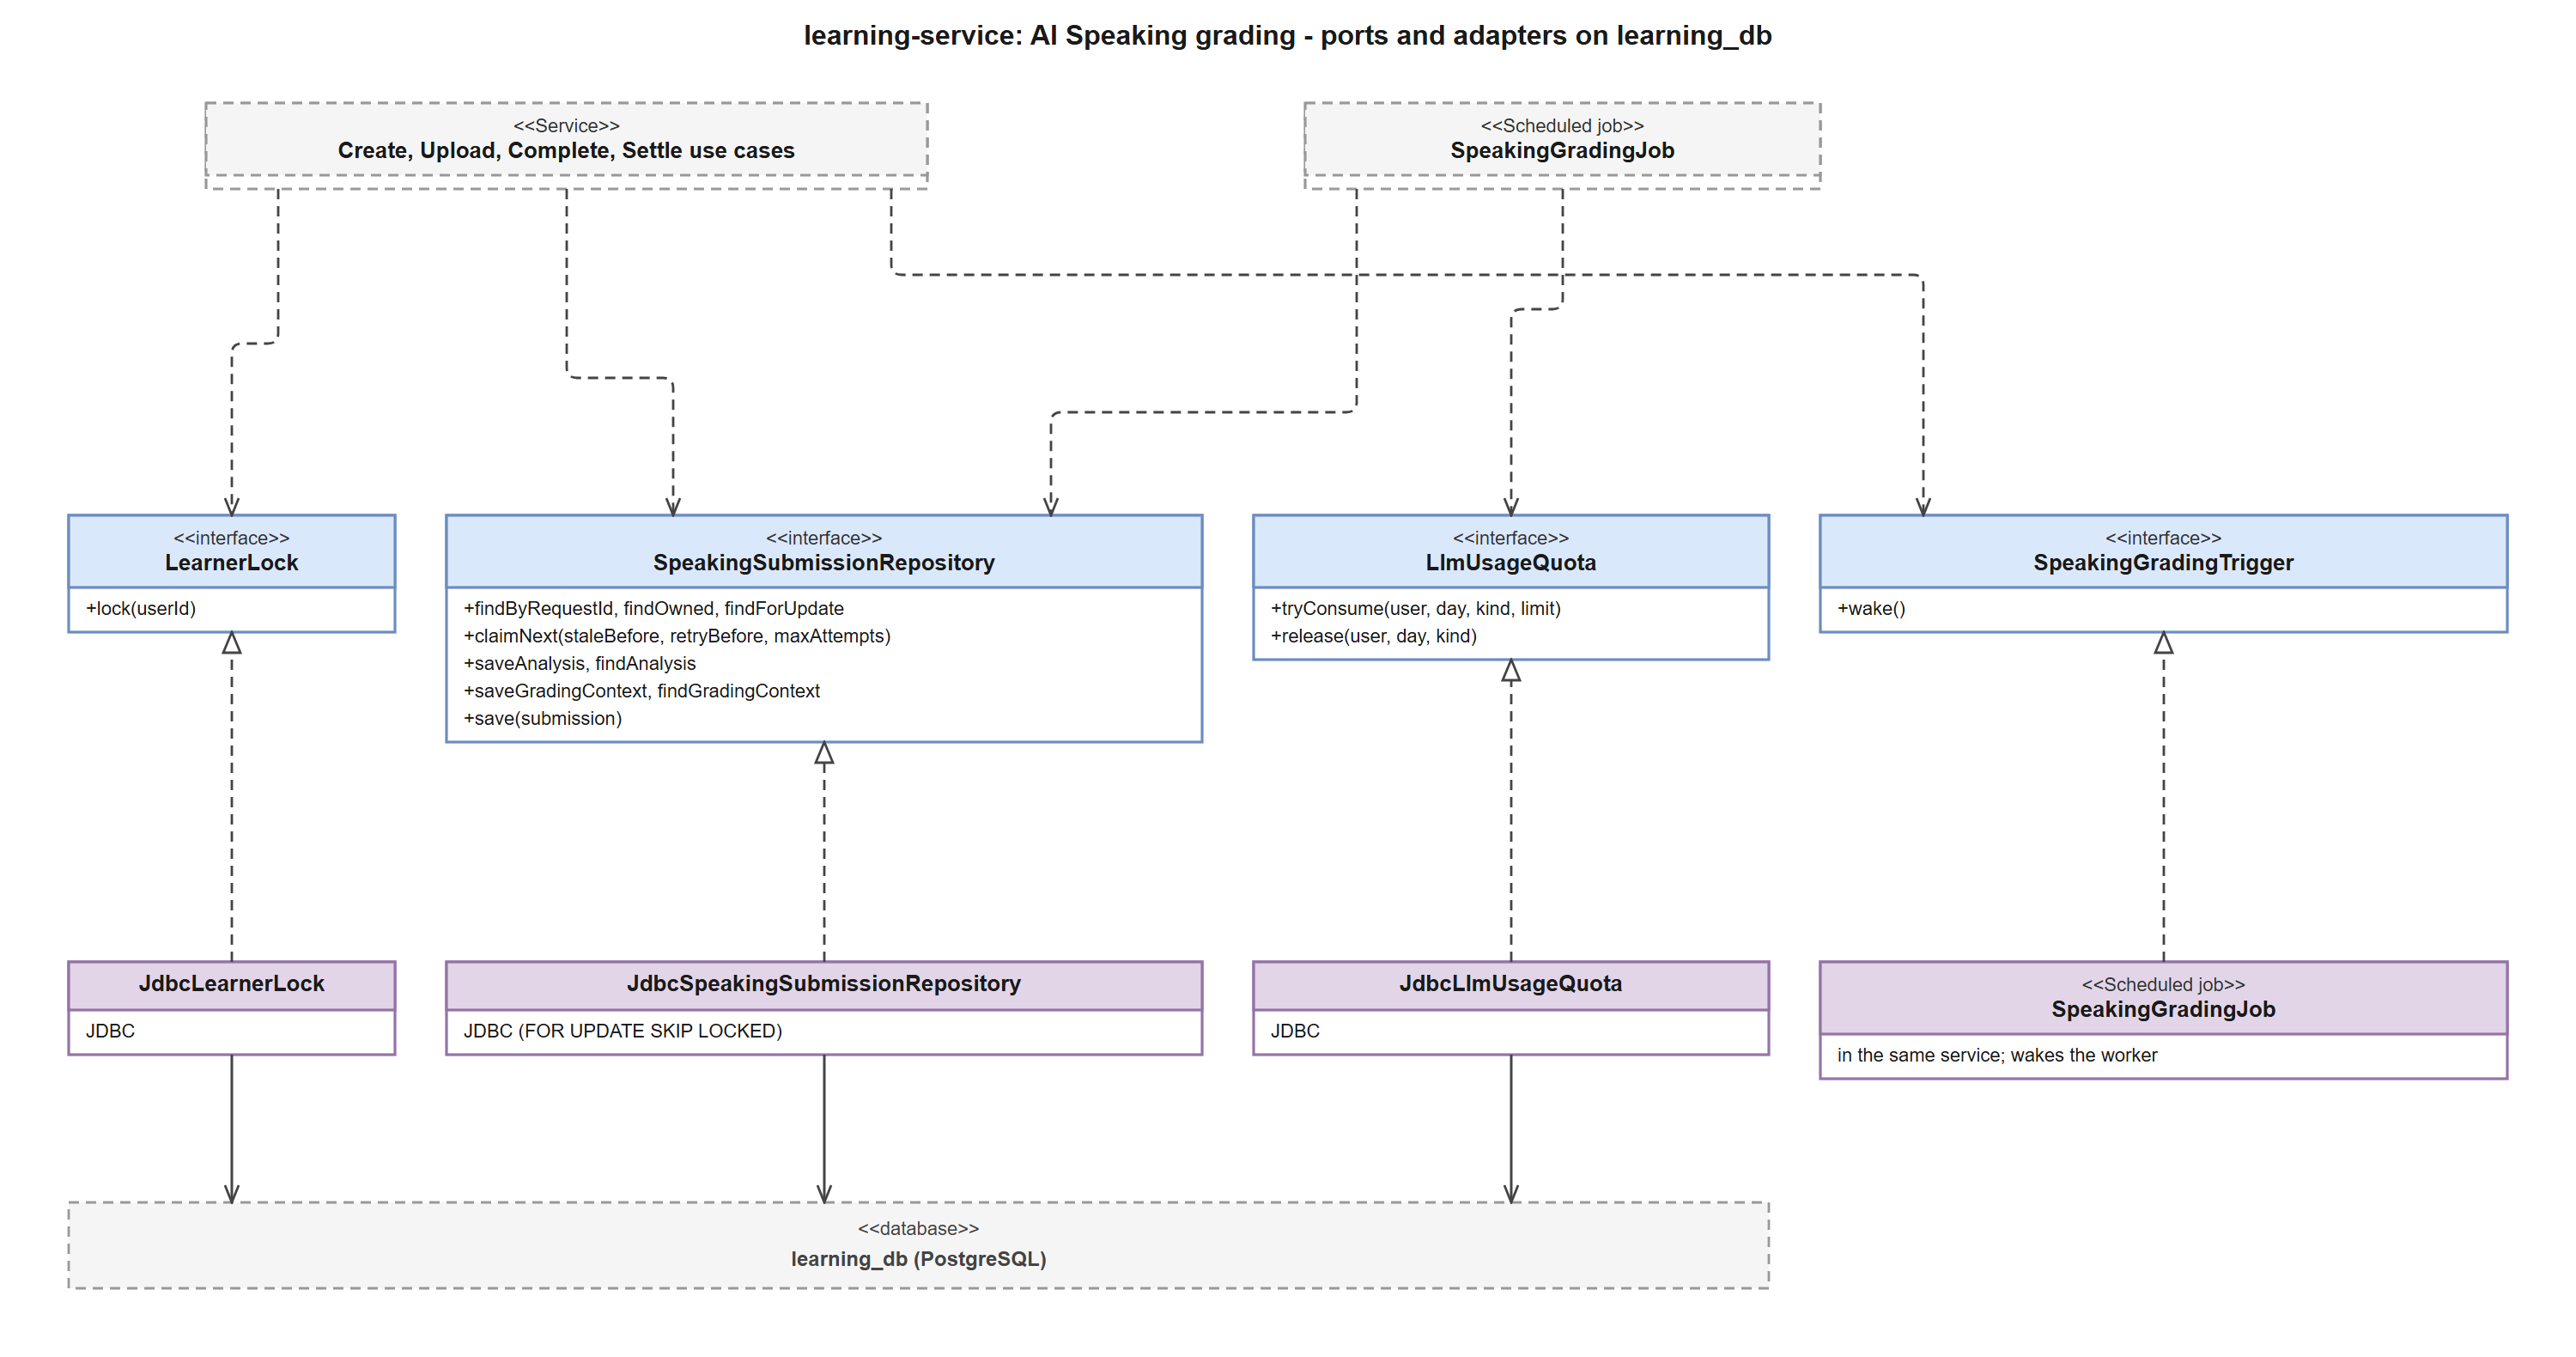 learning-service: AI Speaking grading - ports and adapters on learning_db
<<Service>>
Create, Upload, Complete, Settle use cases
<<Scheduled job>>
SpeakingGradingJob
<<interface>>
LearnerLock
+lock(userId)
<<interface>>
SpeakingSubmissionRepository
+findByRequestId, findOwned, findForUpdate
+claimNext(staleBefore, retryBefore, maxAttempts)
+saveAnalysis, findAnalysis
+saveGradingContext, findGradingContext
+save(submission)
<<interface>>
LlmUsageQuota
+tryConsume(user, day, kind, limit)
+release(user, day, kind)
<<interface>>
SpeakingGradingTrigger
+wake()
JdbcLearnerLock
JDBC
JdbcSpeakingSubmissionRepository
JDBC (FOR UPDATE SKIP LOCKED)
JdbcLlmUsageQuota
JDBC
<<Scheduled job>>
SpeakingGradingJob
in the same service; wakes the worker
<<database>>
learning_db (PostgreSQL)